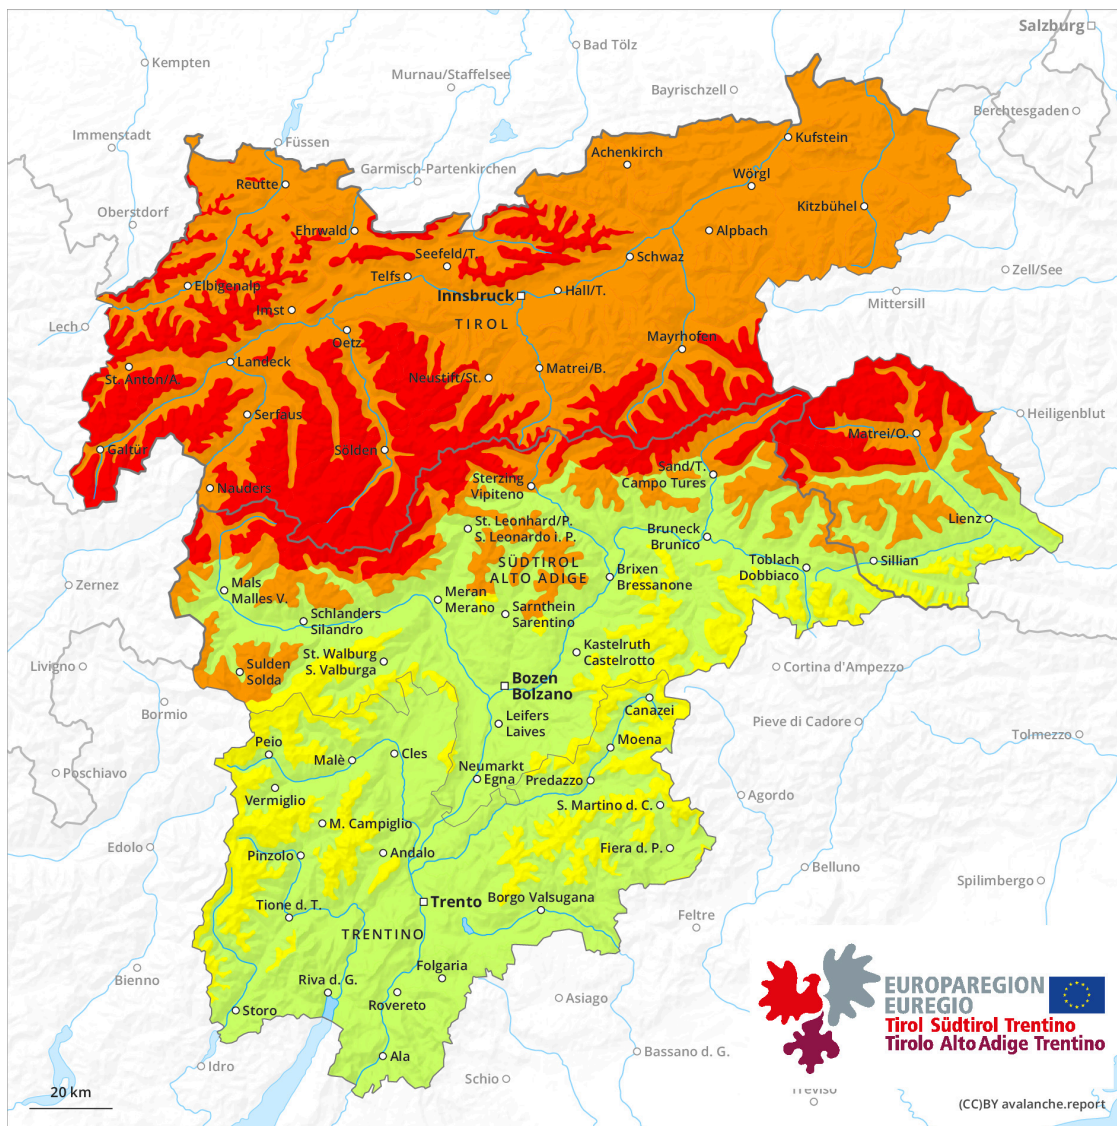 Salzburg
Bad Tölz
Kempten
Murnau/Staffelsee
Bayrischzell
Berchtesgaden
Immenstadt
Füssen
Kufstein
Achenkirch
Garmisch-Partenkirchen
Wörgl
Reutte
Oberstdorf
Kitzbühel
Ehrwald
Alpbach
Seefeld/T.
Schwaz
Zell/See
Telfs
Elbigenalp
Innsbruck
Hall/T.
Mittersill
Imst
TIROL
Lech
Oetz
Mayrhofen
Landeck
Matrei/B.
St. Anton/A.
Neustift/St.
Serfaus
Heiligenblut
Matrei/O.
Galtür
Sölden
Sand/T.
Campo Tures
Sterzing
Vipiteno
Nauders
Lienz
St. Leonhard/P.
S. Leonardo i. P.
Bruneck
Brunico
SÜDTIROL
ALTO ADIGE
Toblach
Dobbiaco
Sillian
Brixen
Bressanone
Zernez
Mals
Malles V.
Meran
Merano
Sarnthein
Sarentino
Schlanders
Silandro
Kastelruth
Castelrotto
St. Walburg
S. Valburga
Livigno
Sulden
Solda
Cortina d'Ampezzo
Bozen
Bolzano
Bormio
Canazei
Leifers
Laives
Pieve di Cadore
Tolmezzo
Peio
Moena
Cles
Malè
Neumarkt
Egna
Predazzo
Poschiavo
Vermiglio
S. Martino d. C.
Agordo
M. Campiglio
Edolo
Pinzolo
Andalo
Fiera d. P.
Belluno
Spilimbergo
Tione d. T.
Trento
Borgo Valsugana
Feltre
TRENTINO
Folgaria
Bienno
Riva d. G.
Rovereto
Asiago
Storo
EUROPAREGION
EUREGIO
Tirol Südtirol Trentino
Tirolo Alto Adige Trentino
Ala
Bassano d. G.
Idro
Schio
Treviso
20 km
(CC)BY avalanche.report